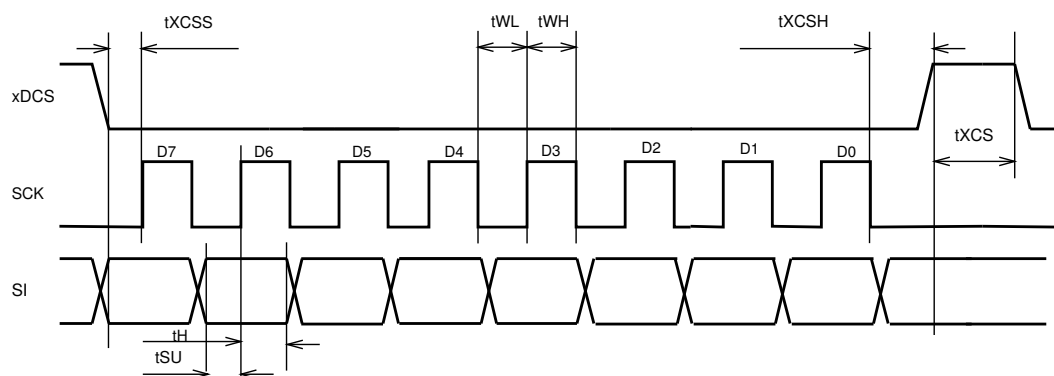 tXCSS
tWL
tWH
tXCSH
xDCS
tXCS
D7
D6
D5
D4
D3
D2
D1
D0
SCK
SI
tH
tSU